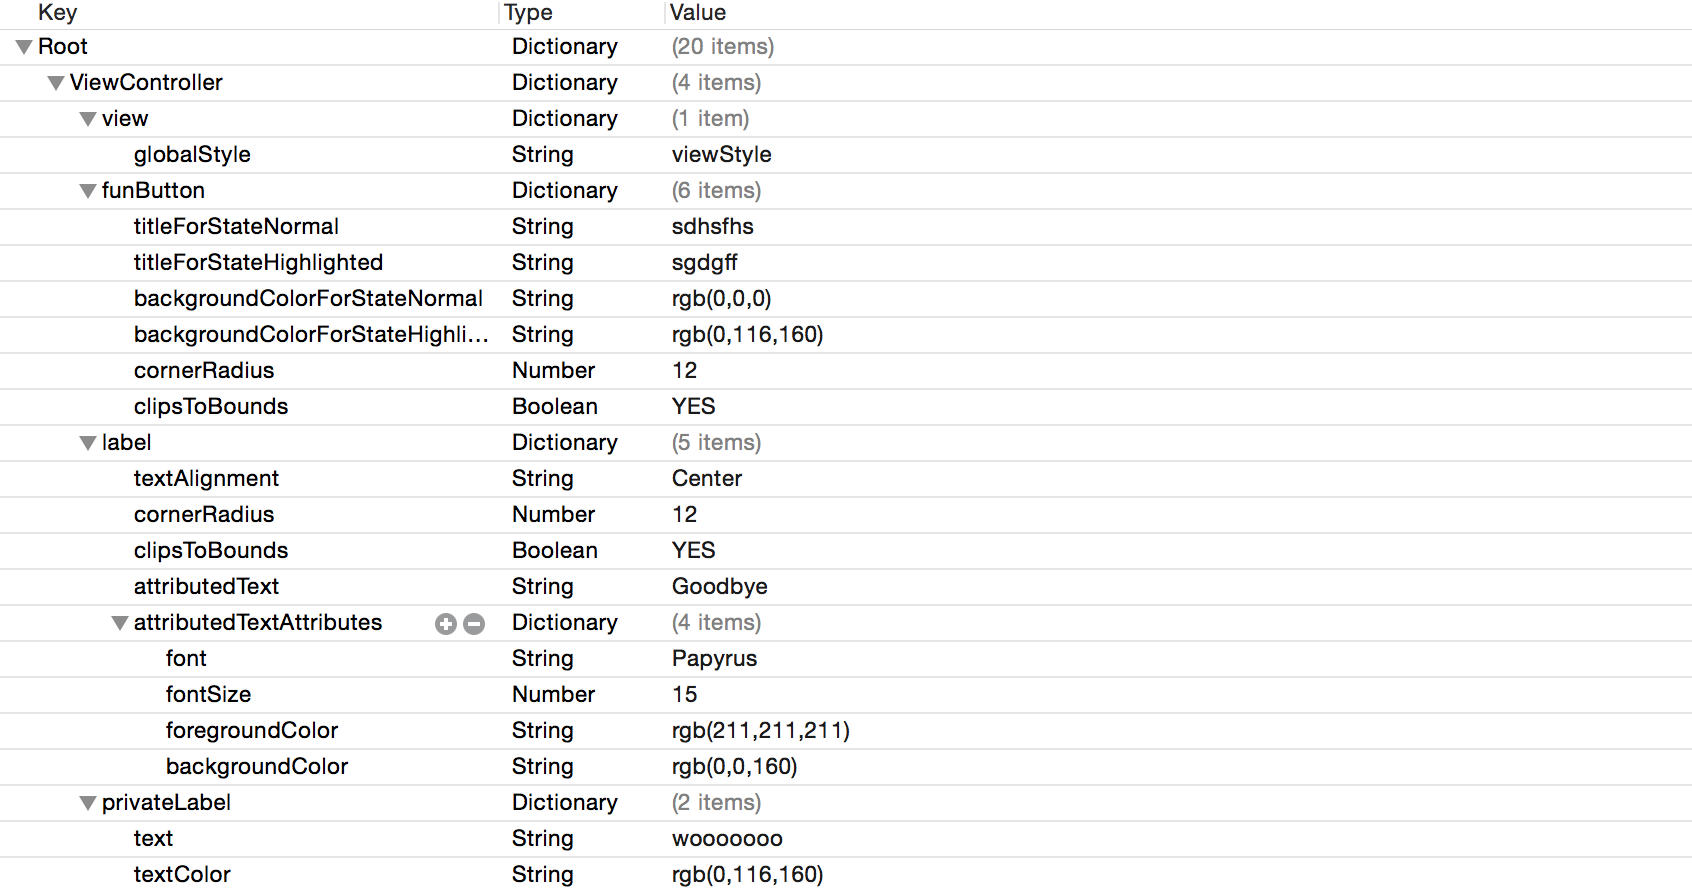 Key Type Value
Root Dictionary (20 items)
ViewController Dictionary (4 items)
view Dictionary (1 item)
globalStyle String viewStyle
funButton Dictionary (6 items)
titleForStateNormal String sdhsfhs
titleForStateHighlighted String sgdgff
backgroundColorForStateNormal String rgb(0,0,0)
backgroundColorForStateHighli... String rgb(0,116,160)
cornerRadius Number 12
clipsToBounds Boolean YES
label Dictionary (5 items)
textAlignment String Center
cornerRadius Number 12
clipsToBounds Boolean YES
attributedText String Goodbye
attributedTextAttributes Dictionary (4 items)
font String Papyrus
fontSize Number 15
foregroundColor String rgb(211,211,211)
backgroundColor String rgb(0,0,160)
privateLabel Dictionary (2 items)
text String wooooooo
textColor String rgb(0,116,160)